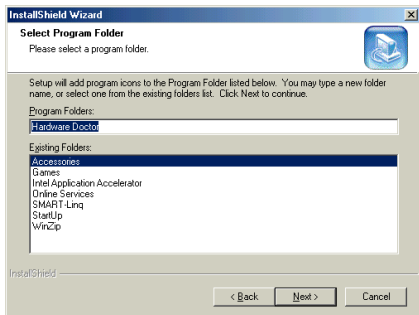 InstallShield Wizard
Select Program Folder
Please select a program folder.
Setup will add program icons to the Program Folder listed below. You may type a new folder
name, or select one from the existing folders list. Click Next to continue.
Program Folders:
Hardware Doctor
Existing Folders:
Accessories
Games
Intel Application Accelerator
Online Services
SMART-Linq
StartUp
WinZip
InstallShield
< Back
Next >
Cancel